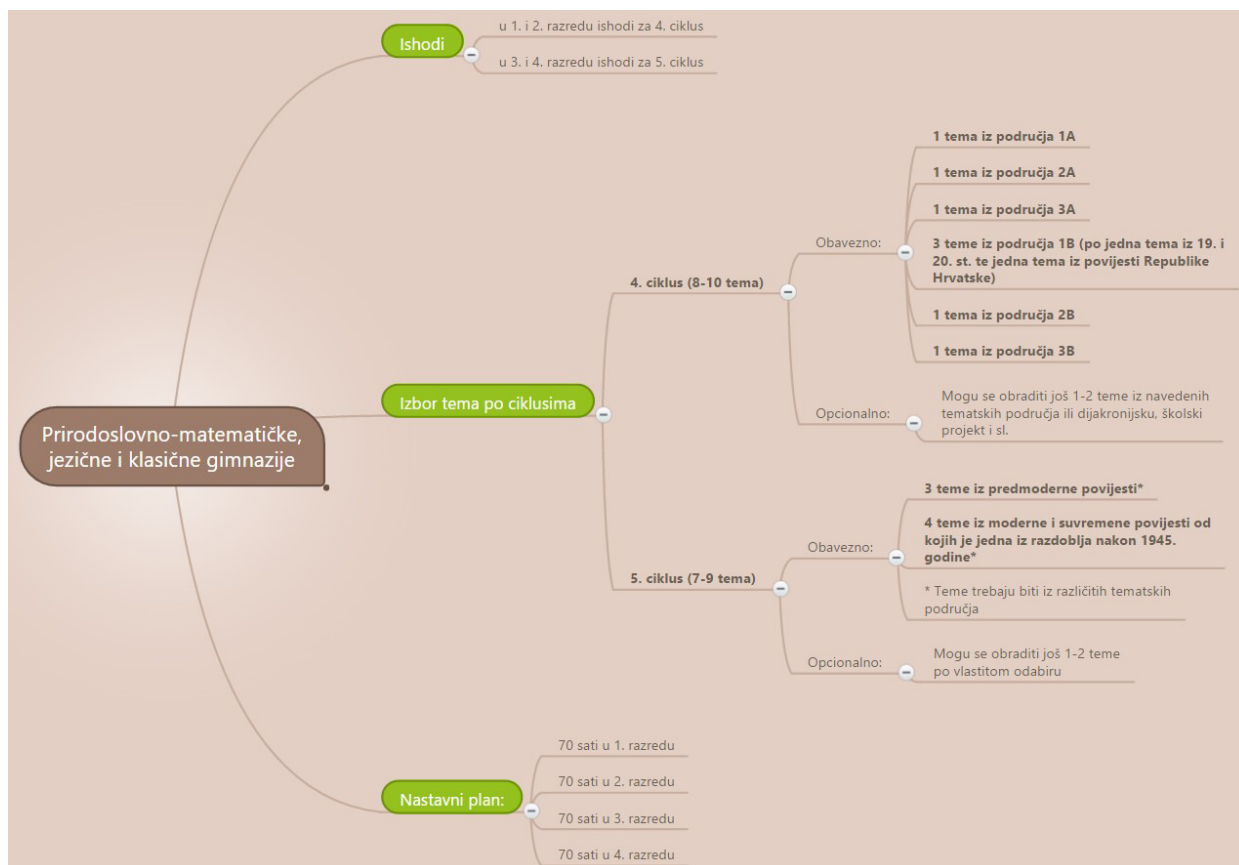 Prirodoslovno-matematičke,
jezične i klasične gimnazije
Ishodi
u 1. i 2. razredu ishodi za 4. ciklus
u 3. i 4. razredu ishodi za 5. ciklus
Izbor tema po ciklusima
4. ciklus (8-10 tema)
Obavezno:
1 tema iz područja 1A
1 tema iz područja 2A
1 tema iz područja 3A
3 teme iz područja 1B (po jedna tema iz 19. i
20. st. te jedna tema iz povijesti Republike
Hrvatske)
1 tema iz područja 2B
1 tema iz područja 3B
Opcionalno:
Mogu se obraditi još 1-2 teme iz navedenih
tematskih područja ili dijakronijsku, školski
projekt i sl.
5. ciklus (7-9 tema)
Obavezno:
3 teme iz predmoderne povijesti*
4 teme iz moderne i suvremene povijesti od
kojih je jedna iz razdoblja nakon 1945.
godine*
* Teme trebaju biti iz različitih tematskih
područja
Opcionalno:
Mogu se obraditi još 1-2 teme
po vlastitom odabiru
Nastavni plan:
70 sati u 1. razredu
70 sati u 2. razredu
70 sati u 3. razredu
70 sati u 4. razredu